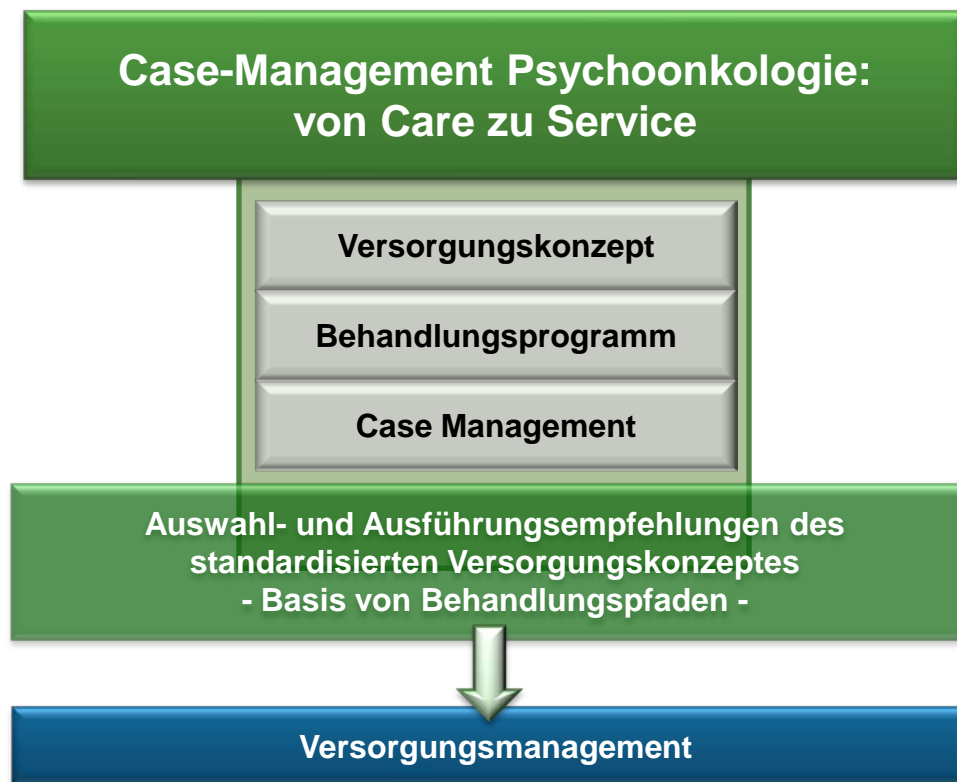 Case-Management Psychoonkologie:
von Care zu Service
Versorgungskonzept
Behandlungsprogramm
Case Management
Auswahl- und Ausführungsempfehlungen des
standardisierten Versorgungskonzeptes
- Basis von Behandlungspfaden -
Versorgungsmanagement